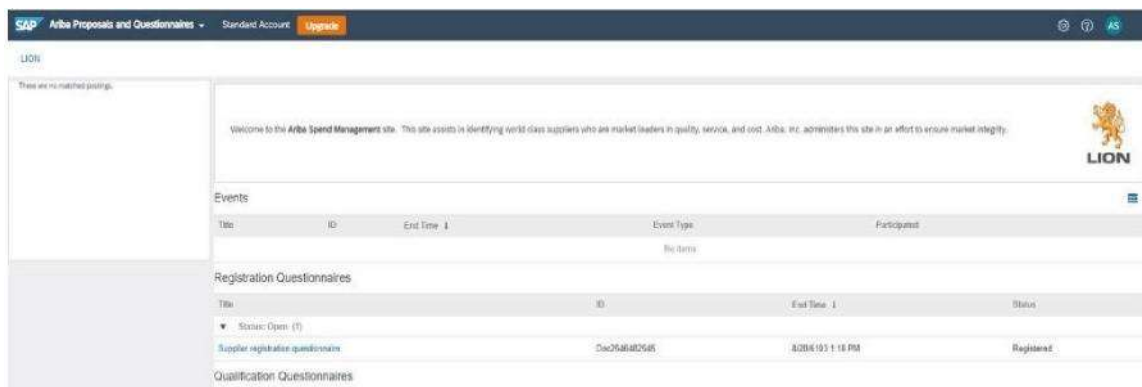 SAP Ariba Proposals and Questionnaires Standard Account Upgrade AS
LION
There are no matched postings.
Welcome to the Ariba Spend Management site. This site assists in identifying world class suppliers who are market leaders in quality, service, and cost. Ariba, Inc. administers this site in an effort to ensure market integrity.
LION
Events
Title ID End Time ↓ Event Type Participated
No items
Registration Questionnaires
Title ID End Time ↓ Status
▼ Status: Open (1)
Supplier registration questionnaire 1:18 PM Registered
Qualification Questionnaires